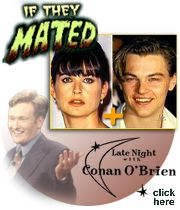 IF THEY
MATED
+
Late Night
with
Conan O'Brien
click
here